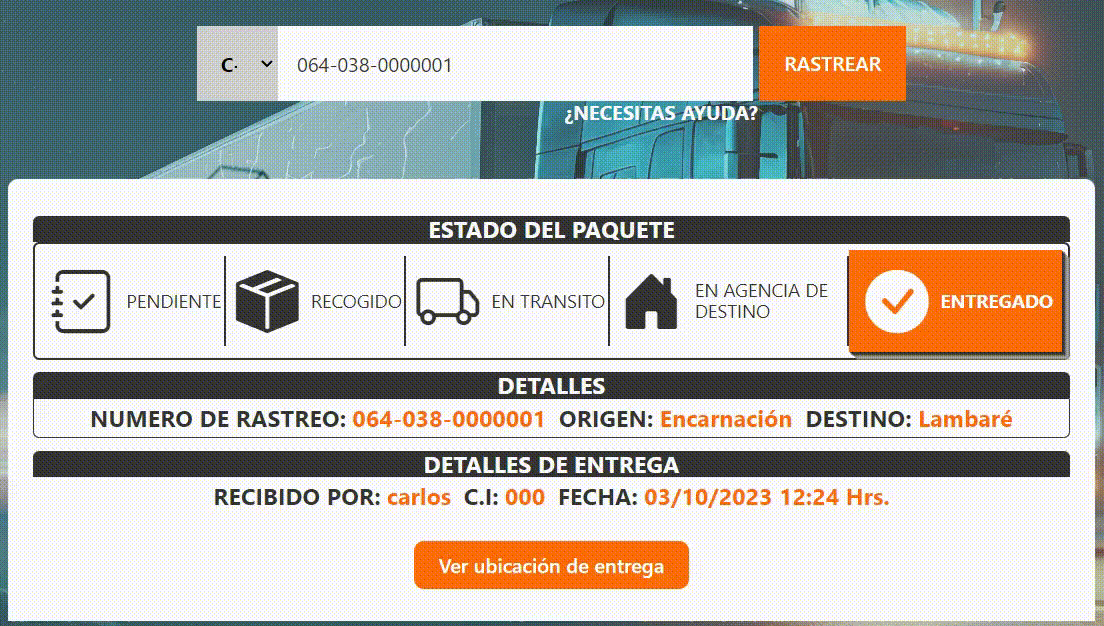 C· 064-038-0000001 RASTREAR
¿NECESITAS AYUDA?
ESTADO DEL PAQUETE
PENDIENTE RECOGIDO EN TRANSITO EN AGENCIA DE DESTINO ENTREGADO
DETALLES
NUMERO DE RASTREO: 064-038-0000001 ORIGEN: Encarnación DESTINO: Lambaré
DETALLES DE ENTREGA
RECIBIDO POR: carlos C.I: 000 FECHA: 03/10/2023 12:24 Hrs.
Ver ubicación de entrega